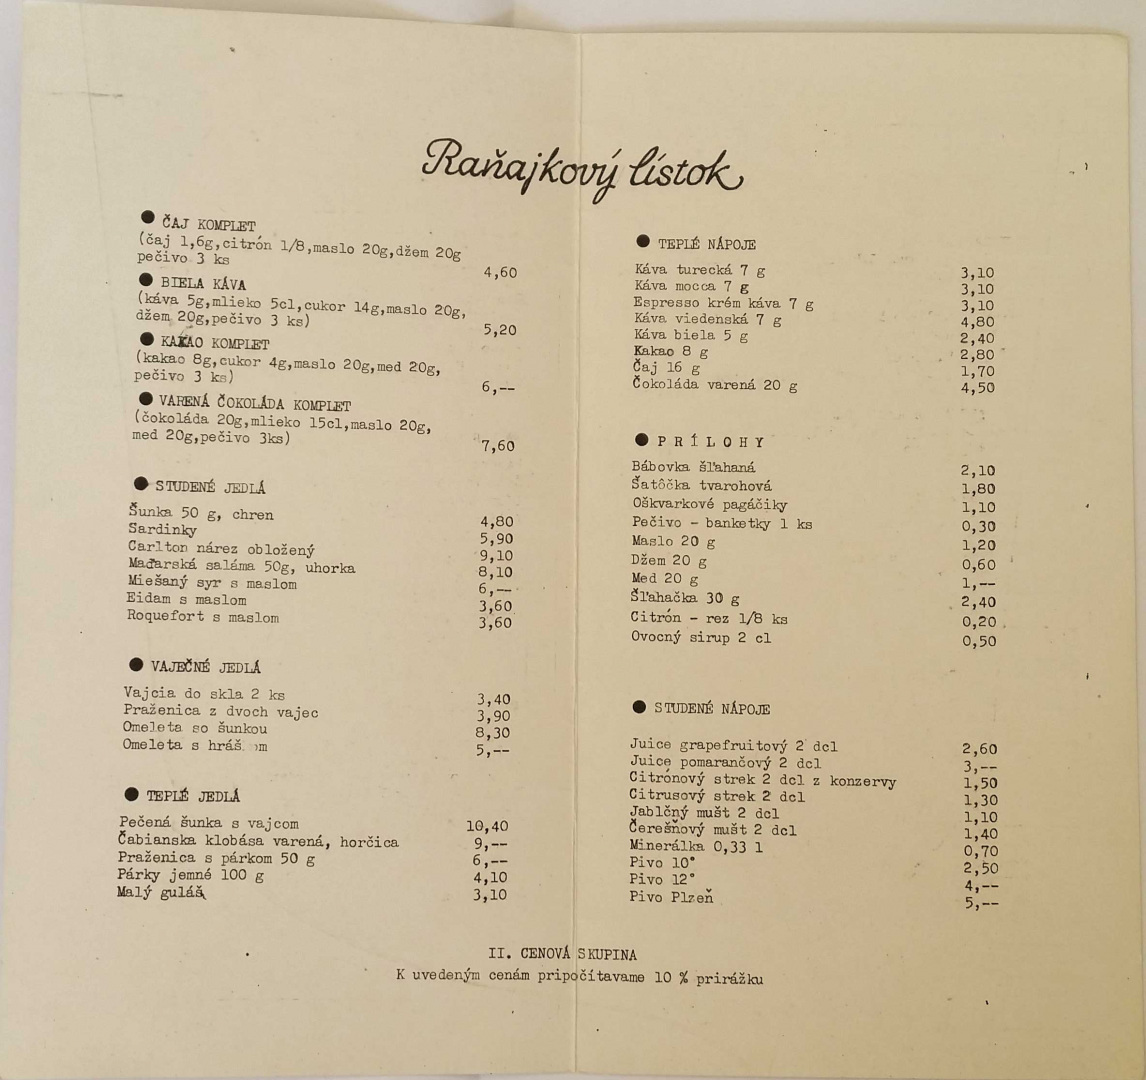 Raňajkový lístok
● ČAJ KOMPLET
(čaj 1,6g,citrón 1/8,maslo 20g,džem 20g
pečivo 3 ks
4,60
● BIELA KÁVA
(káva 5g,mlieko 5cl,cukor 14g,maslo 20g,
džem 20g,pečivo 3 ks)
5,20
● KAKAO KOMPLET
(kakao 8g,cukor 4g,maslo 20g,med 20g,
pečivo 3 ks)
6,--
● VARENÁ ČOKOLÁDA KOMPLET
(čokoláda 20g,mlieko 15cl,maslo 20g,
med 20g,pečivo 3ks)
7,60
● STUDENÉ JEDLÁ
Šunka 50 g, chren 4,80
Sardinky 5,90
Carlton nárez obložený 9,10
Maďarská saláma 50g, uhorka 8,10
Miešaný syr s maslom 6,--
Eidam s maslom 3,60
Roquefort s maslom 3,60
● VAJEČNÉ JEDLÁ
Vajcia do skla 2 ks 3,40
Praženica z dvoch vajec 3,90
Omeleta so šunkou 8,30
Omeleta s 5,--
● TEPLÉ JEDLÁ
Pečená šunka s vajcom 10,40
Čabianska klobása varená, horčica 9,--
Praženica s párkom 50 g 6,--
Párky jemné 100 g 4,10
Malý guláš 3,10
● TEPLÉ NÁPOJE
Káva turecká 7 g 3,10
Káva mocca 7 g 3,10
Espresso krém káva 7 g 3,10
Káva viedenská 7 g 4,80
Káva biela 5 g 2,40
Kakao 8 g 2,80
Čaj 16 g 1,70
Čokoláda varená 20 g 4,50
● P R Í L O H Y
Bábovka šľahaná 2,10
Šatôčka tvarohová 1,80
Oškvarkové pagáčiky 1,10
Pečivo - banketky 1 ks 0,30
Maslo 20 g 1,20
Džem 20 g 0,60
Med 20 g 1,--
Šľahačka 30 g 2,40
Citrón - rez 1/8 ks 0,20
Ovocný sirup 2 cl 0,50
● STUDENÉ NÁPOJE
Juice grapefruitový 2 dcl 2,60
Juice pomarančový 2 dcl 3,--
Citrónový strek 2 dcl z konzervy 1,50
Citrusový strek 2 dcl 1,30
Jablčný mušt 2 dcl 1,10
Čerešňový mušt 2 dcl 1,40
Minerálka 0,33 l 0,70
Pivo 10° 2,50
Pivo 12° 4,--
Pivo Plzeň 5,--
II. CENOVÁ SKUPINA
K uvedeným cenám pripočítavame 10 % prirážku